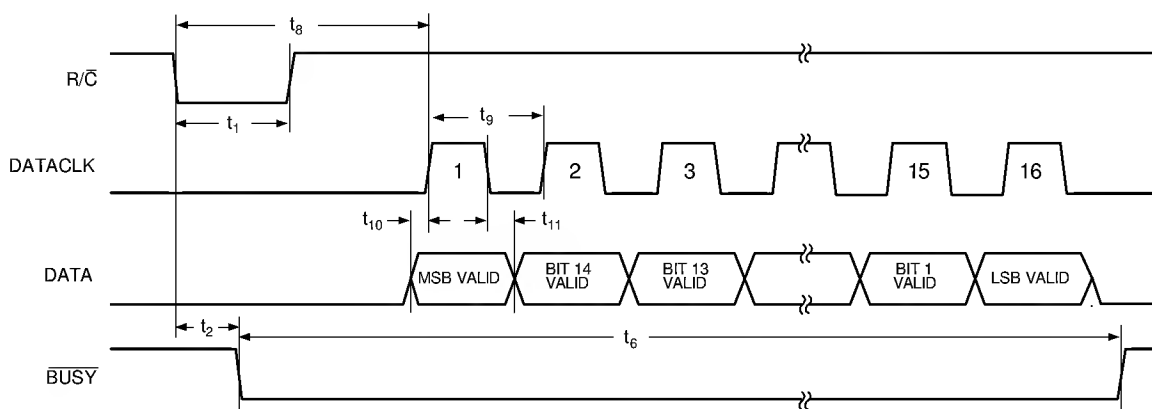 t8
R/C̅
t1
t9
DATACLK
1
2
3
15
16
t10
t11
DATA
MSB VALID
BIT 14
VALID
BIT 13
VALID
BIT 1
VALID
LSB VALID
t2
t6
B̅U̅S̅Y̅